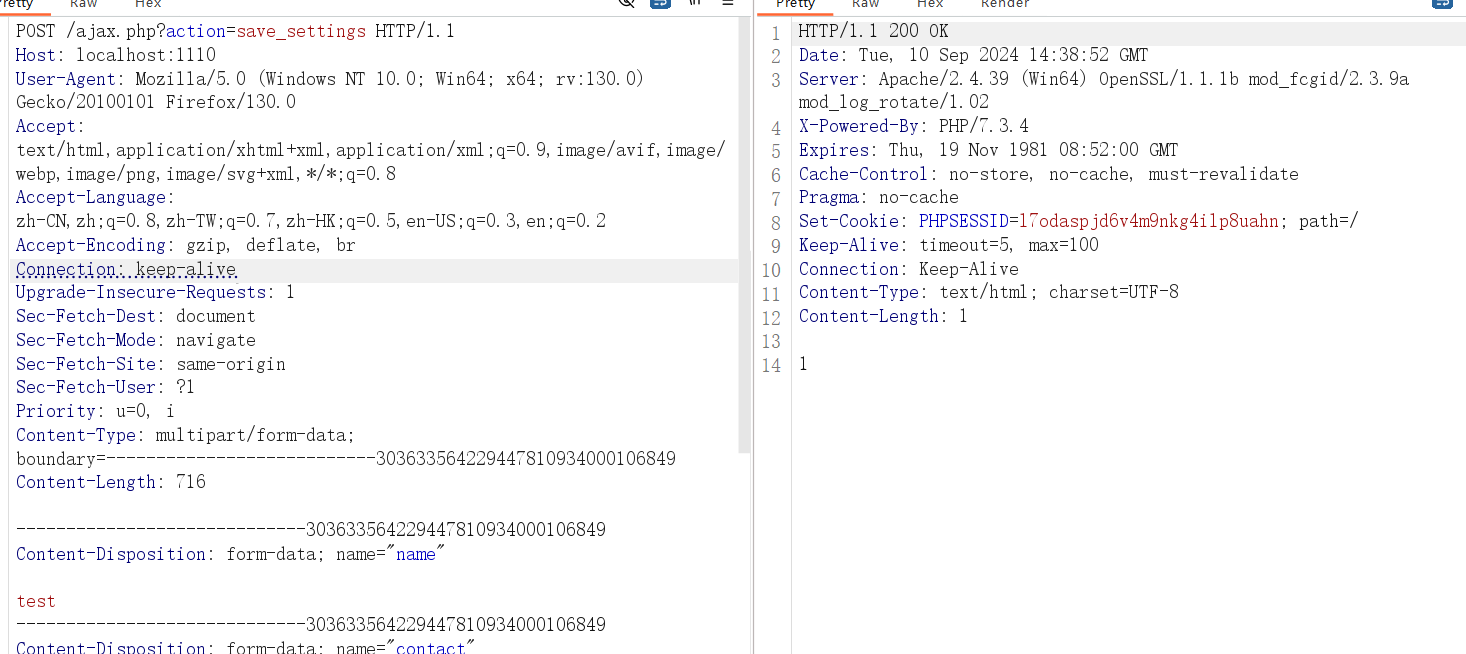 Pretty Raw Hex
POST /ajax.php?action=save_settings HTTP/1.1
Host: localhost:1110
User-Agent: Mozilla/5.0 (Windows NT 10.0; Win64; x64; rv:130.0)
Gecko/20100101 Firefox/130.0
Accept:
text/html,application/xhtml+xml,application/xml;q=0.9,image/avif,image/
webp,image/png,image/svg+xml,*/*;q=0.8
Accept-Language:
zh-CN,zh;q=0.8,zh-TW;q=0.7,zh-HK;q=0.5,en-US;q=0.3,en;q=0.2
Accept-Encoding: gzip, deflate, br
Connection: keep-alive
Upgrade-Insecure-Requests: 1
Sec-Fetch-Dest: document
Sec-Fetch-Mode: navigate
Sec-Fetch-Site: same-origin
Sec-Fetch-User: ?1
Priority: u=0, i
Content-Type: multipart/form-data;
boundary=---------------------------303633564229447810934000106849
Content-Length: 716
-----------------------------303633564229447810934000106849
Content-Disposition: form-data; name="name"
test
-----------------------------303633564229447810934000106849
Content-Disposition: form-data; name="contact"
Pretty Raw Hex Render
1 HTTP/1.1 200 OK
2 Date: Tue, 10 Sep 2024 14:38:52 GMT
3 Server: Apache/2.4.39 (Win64) OpenSSL/1.1.1b mod_fcgid/2.3.9a
mod_log_rotate/1.02
4 X-Powered-By: PHP/7.3.4
5 Expires: Thu, 19 Nov 1981 08:52:00 GMT
6 Cache-Control: no-store, no-cache, must-revalidate
7 Pragma: no-cache
8 Set-Cookie: PHPSESSID=l7odaspjd6v4m9nkg4ilp8uahn; path=/
9 Keep-Alive: timeout=5, max=100
10 Connection: Keep-Alive
11 Content-Type: text/html; charset=UTF-8
12 Content-Length: 1
13
14 1